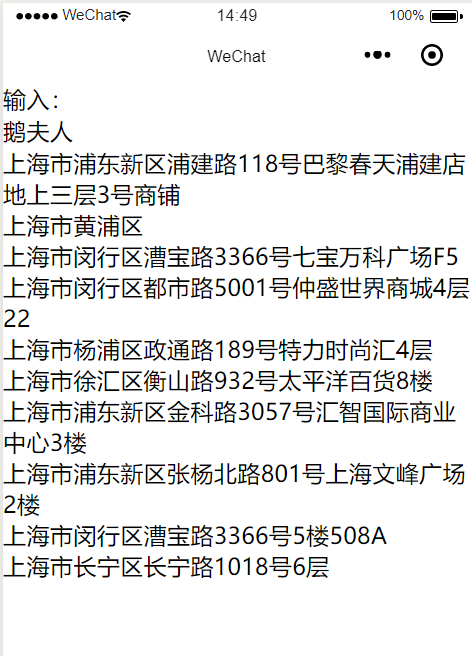 ●●●●● WeChat 14:49 100%
WeChat
输入：
鹅夫人
上海市浦东新区浦建路118号巴黎春天浦建店
地上三层3号商铺
上海市黄浦区
上海市闵行区漕宝路3366号七宝万科广场F5
上海市闵行区都市路5001号仲盛世界商城4层
22
上海市杨浦区政通路189号特力时尚汇4层
上海市徐汇区衡山路932号太平洋百货8楼
上海市浦东新区金科路3057号汇智国际商业
中心3楼
上海市浦东新区张杨北路801号上海文峰广场
2楼
上海市闵行区漕宝路3366号5楼508A
上海市长宁区长宁路1018号6层